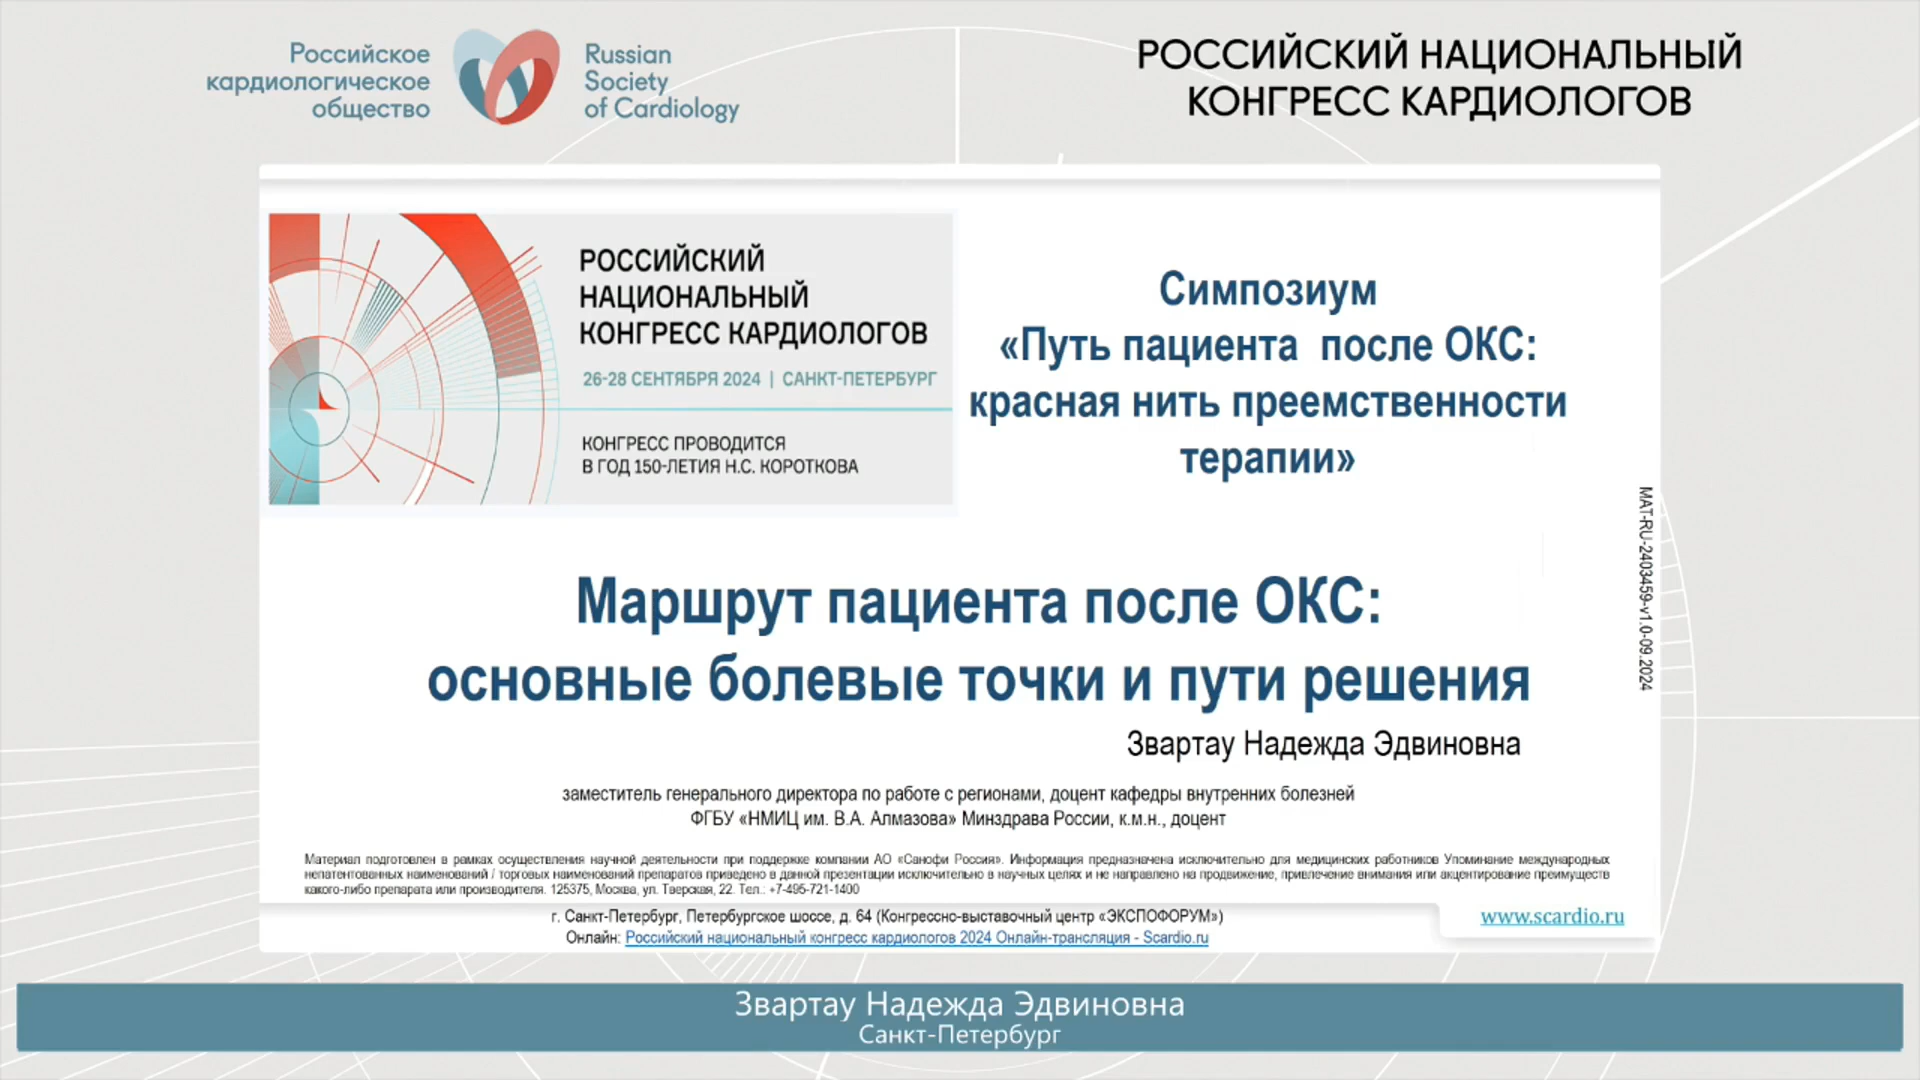 Российское
кардиологическое
общество
Russian
Society
of Cardiology
РОССИЙСКИЙ НАЦИОНАЛЬНЫЙ
КОНГРЕСС КАРДИОЛОГОВ
РОССИЙСКИЙ
НАЦИОНАЛЬНЫЙ
КОНГРЕСС КАРДИОЛОГОВ
26-28 СЕНТЯБРЯ 2024 | САНКТ-ПЕТЕРБУРГ
КОНГРЕСС ПРОВОДИТСЯ
В ГОД 150-ЛЕТИЯ Н.С. КОРОТКОВА
Симпозиум
«Путь пациента после ОКС:
красная нить преемственности
терапии»
MAT-RU-2403459-v1.0-09.2024
Маршрут пациента после ОКС:
основные болевые точки и пути решения
Звартау Надежда Эдвиновна
заместитель генерального директора по работе с регионами, доцент кафедры внутренних болезней
ФГБУ «НМИЦ им. В.А. Алмазова» Минздрава России, к.м.н., доцент
Материал подготовлен в рамках осуществления научной деятельности при поддержке компании АО «Санофи Россия». Информация предназначена исключительно для медицинских работников Упоминание международных
непатентованных наименований / торговых наименований препаратов приведено в данной презентации исключительно в научных целях и не направлено на продвижение, привлечение внимания или акцентирование преимуществ
какого-либо препарата или производителя. 125375, Москва, ул. Тверская, 22. Тел.: +7-495-721-1400
г. Санкт-Петербург, Петербургское шоссе, д. 64 (Конгрессно-выставочный центр «ЭКСПОФОРУМ»)
Онлайн: Российский национальный конгресс кардиологов 2024 Онлайн-трансляция - Scardio.ru
www.scardio.ru
Звартау Надежда Эдвиновна
Санкт-Петербург